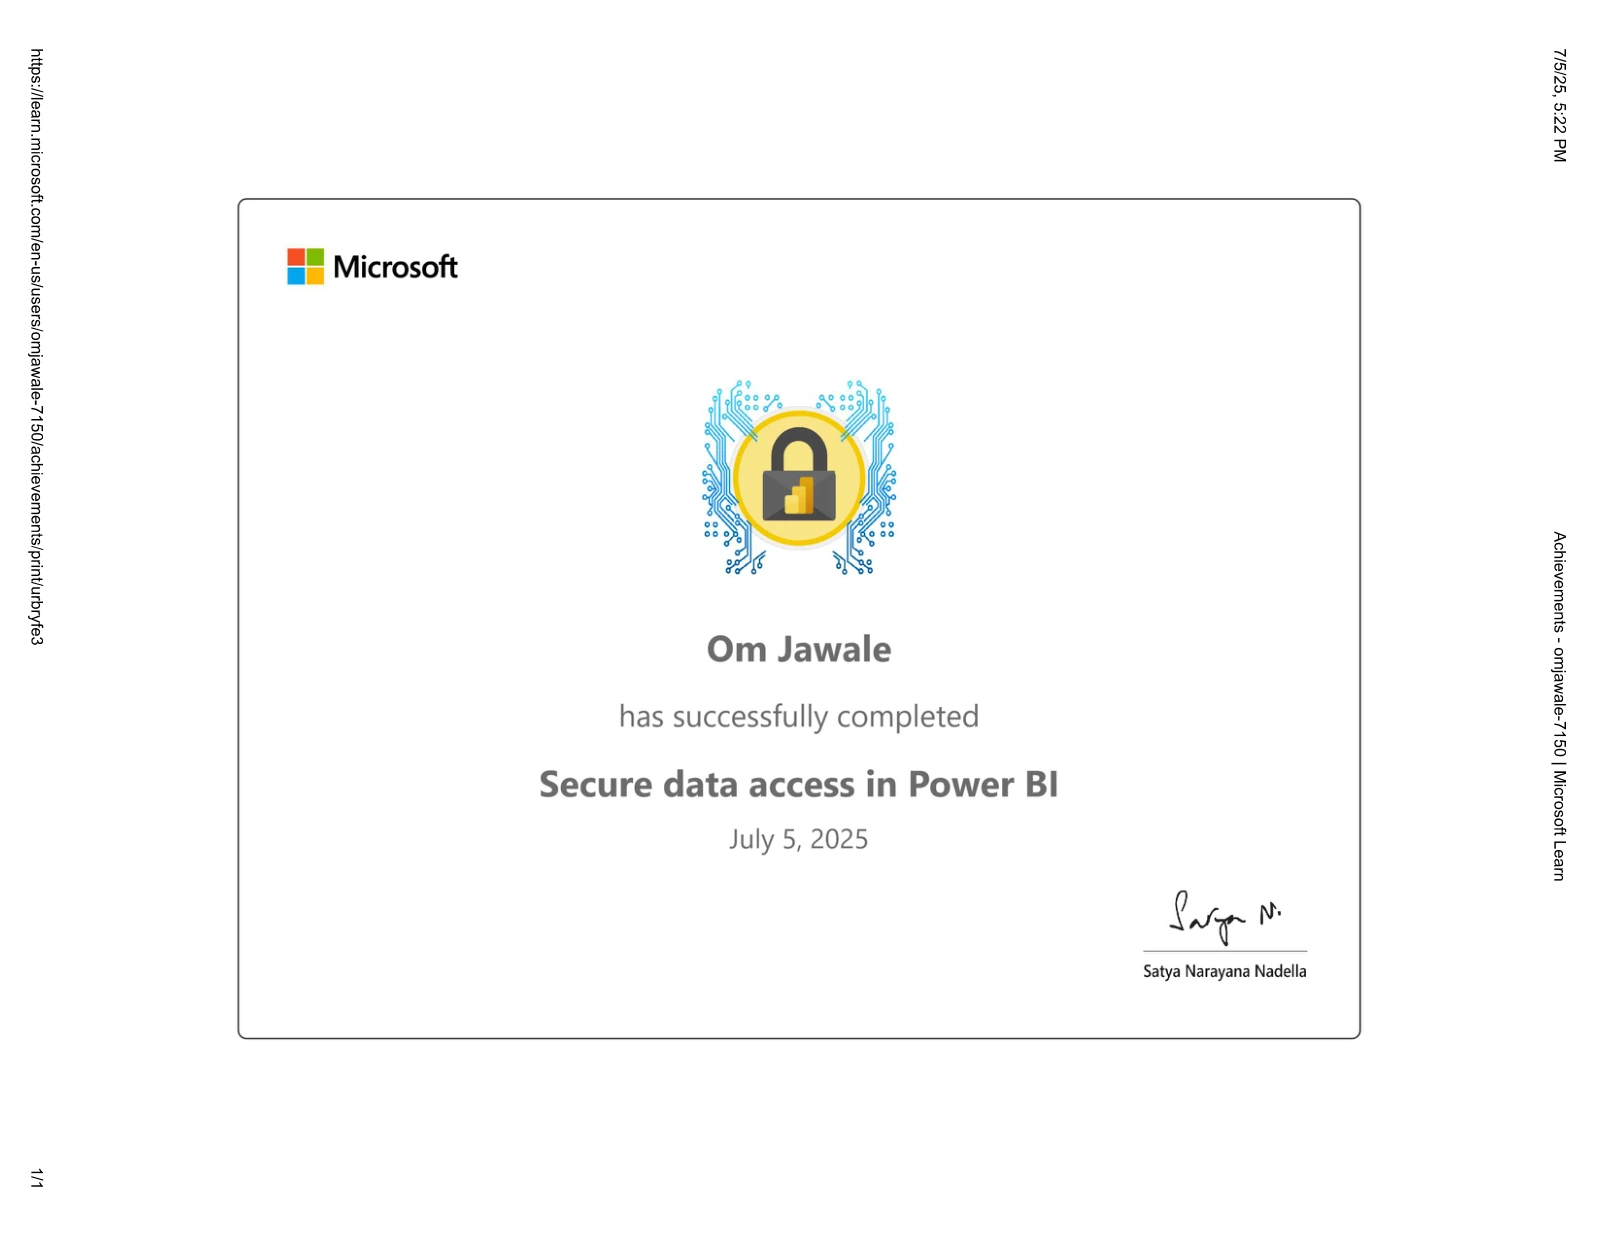 7/5/25, 5:22 PM
Achievements - omjawale-7150 | Microsoft Learn
Microsoft
Om Jawale
has successfully completed
Secure data access in Power BI
July 5, 2025
Satya N.
Satya Narayana Nadella
https://learn.microsoft.com/en-us/users/omjawale-7150/achievements/print/urbryfe3
1/1